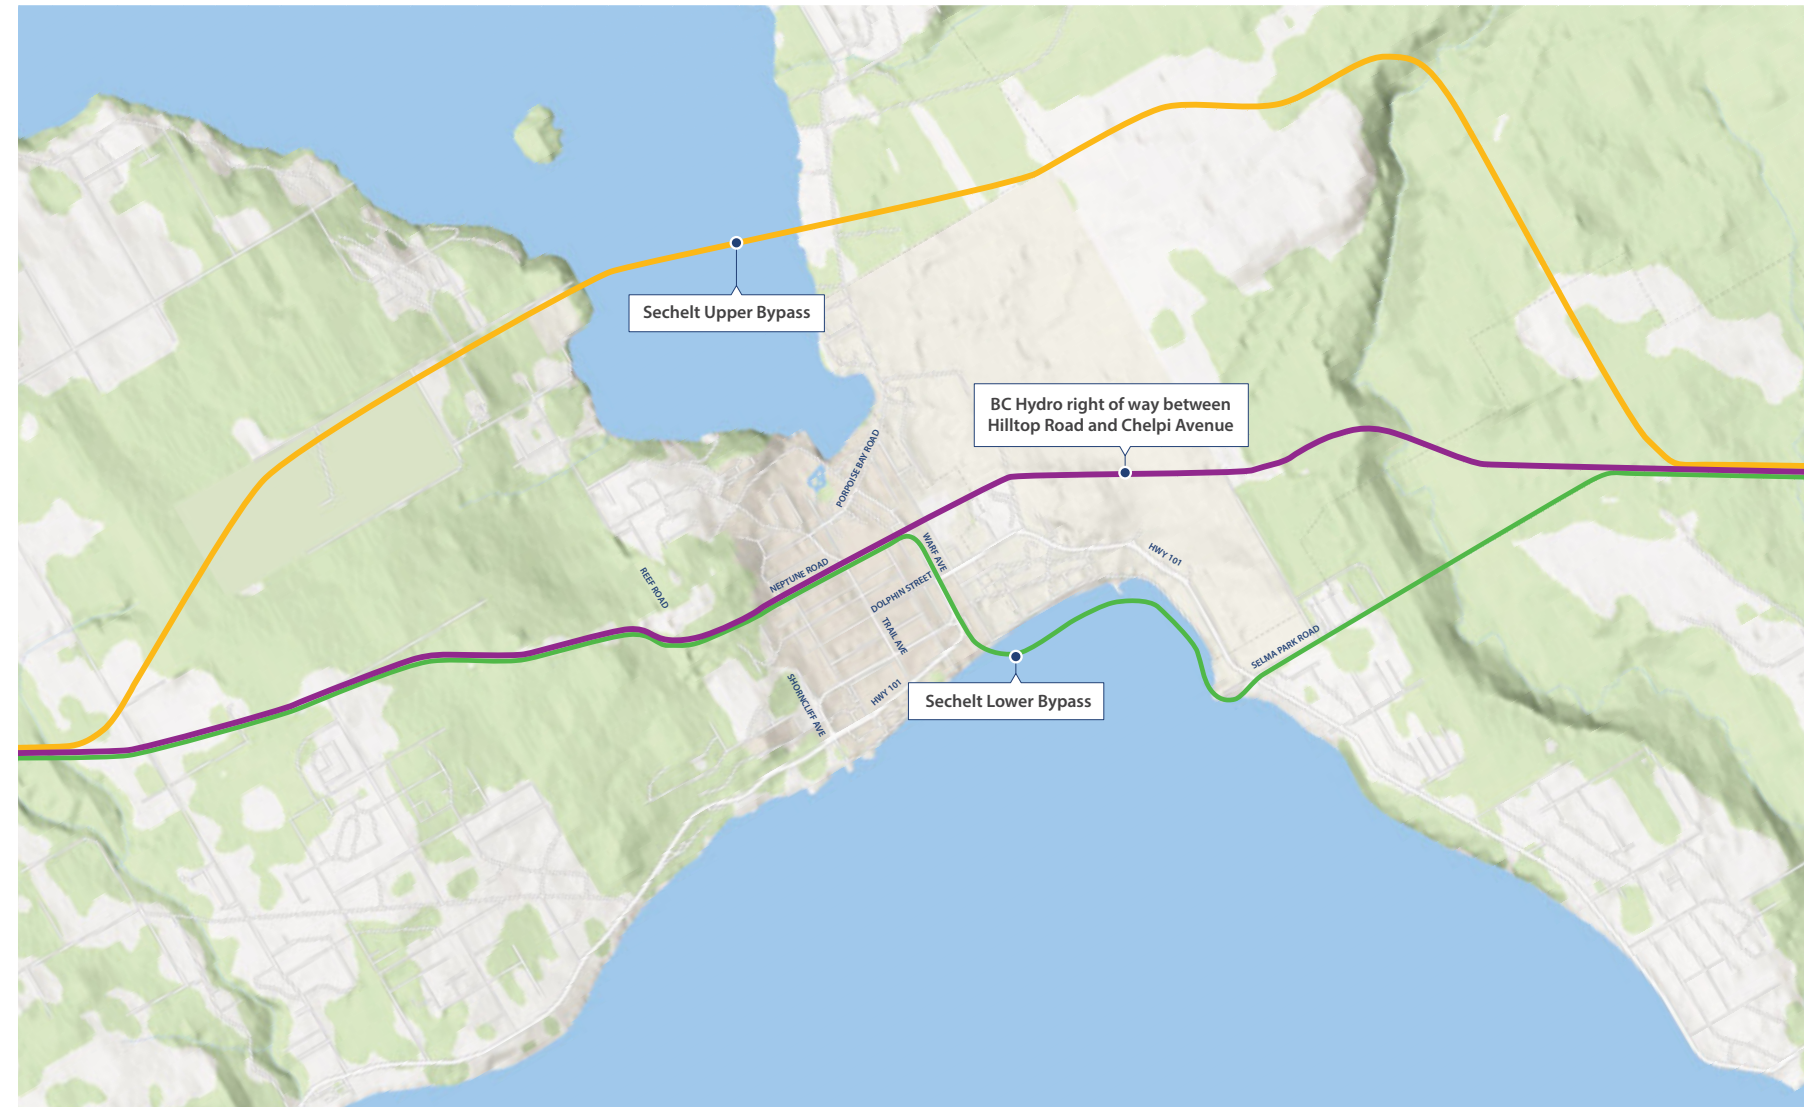 Sechelt Upper Bypass
BC Hydro right of way between
Hilltop Road and Chelpi Avenue
PORPOISE BAY ROAD
WARF AVE
HWY 101
NEPTUNE ROAD
REEF ROAD
DOLPHIN STREET
TRAIL AVE
SELMA PARK ROAD
SHORNCLIFF AVE
HWY 101
Sechelt Lower Bypass